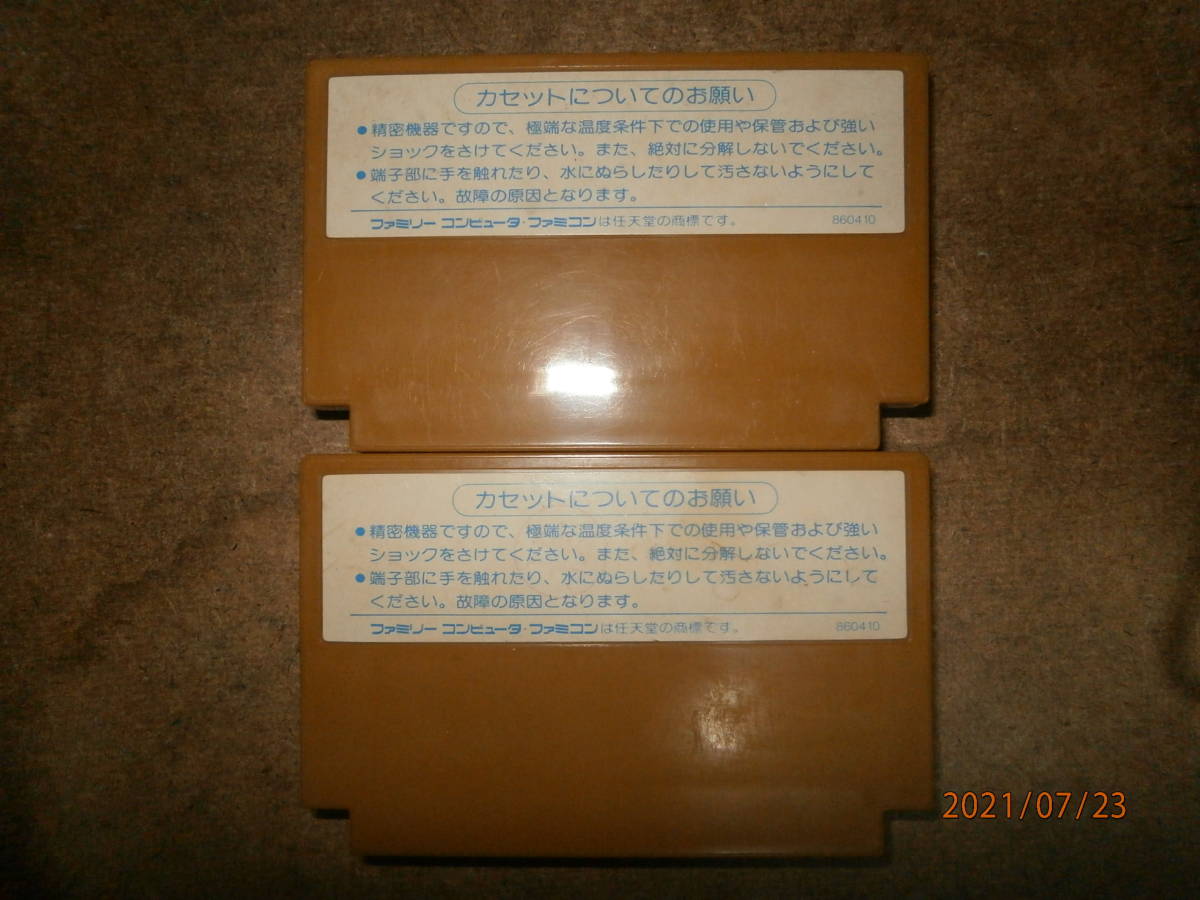 カセットについてのお願い
●精密機器ですので、極端な温度条件下での使用や保管および強い
ショックをさけてください。また、絶対に分解しないでください。
●端子部に手を触れたり、水にぬらしたりして汚さないようにして
ください。故障の原因となります。
ファミリー コンピュータ・ファミコンは任天堂の商標です。 860410
カセットについてのお願い
●精密機器ですので、極端な温度条件下での使用や保管および強い
ショックをさけてください。また、絶対に分解しないでください。
●端子部に手を触れたり、水にぬらしたりして汚さないようにして
ください。故障の原因となります。
ファミリー コンピュータ・ファミコンは任天堂の商標です。 860410
2021/07/23